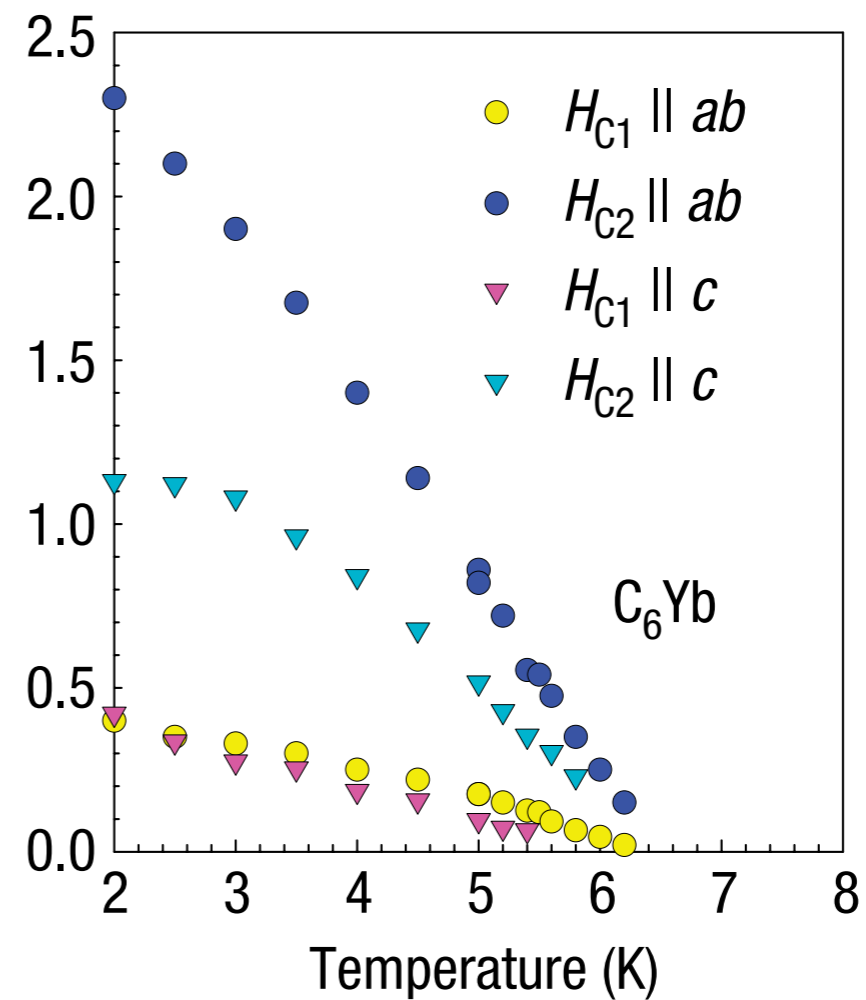 2.5
2.0
1.5
1.0
0.5
0.0
H_C1 || ab
H_C2 || ab
H_C1 || c
H_C2 || c
C₆Yb
2 3 4 5 6 7 8
Temperature (K)